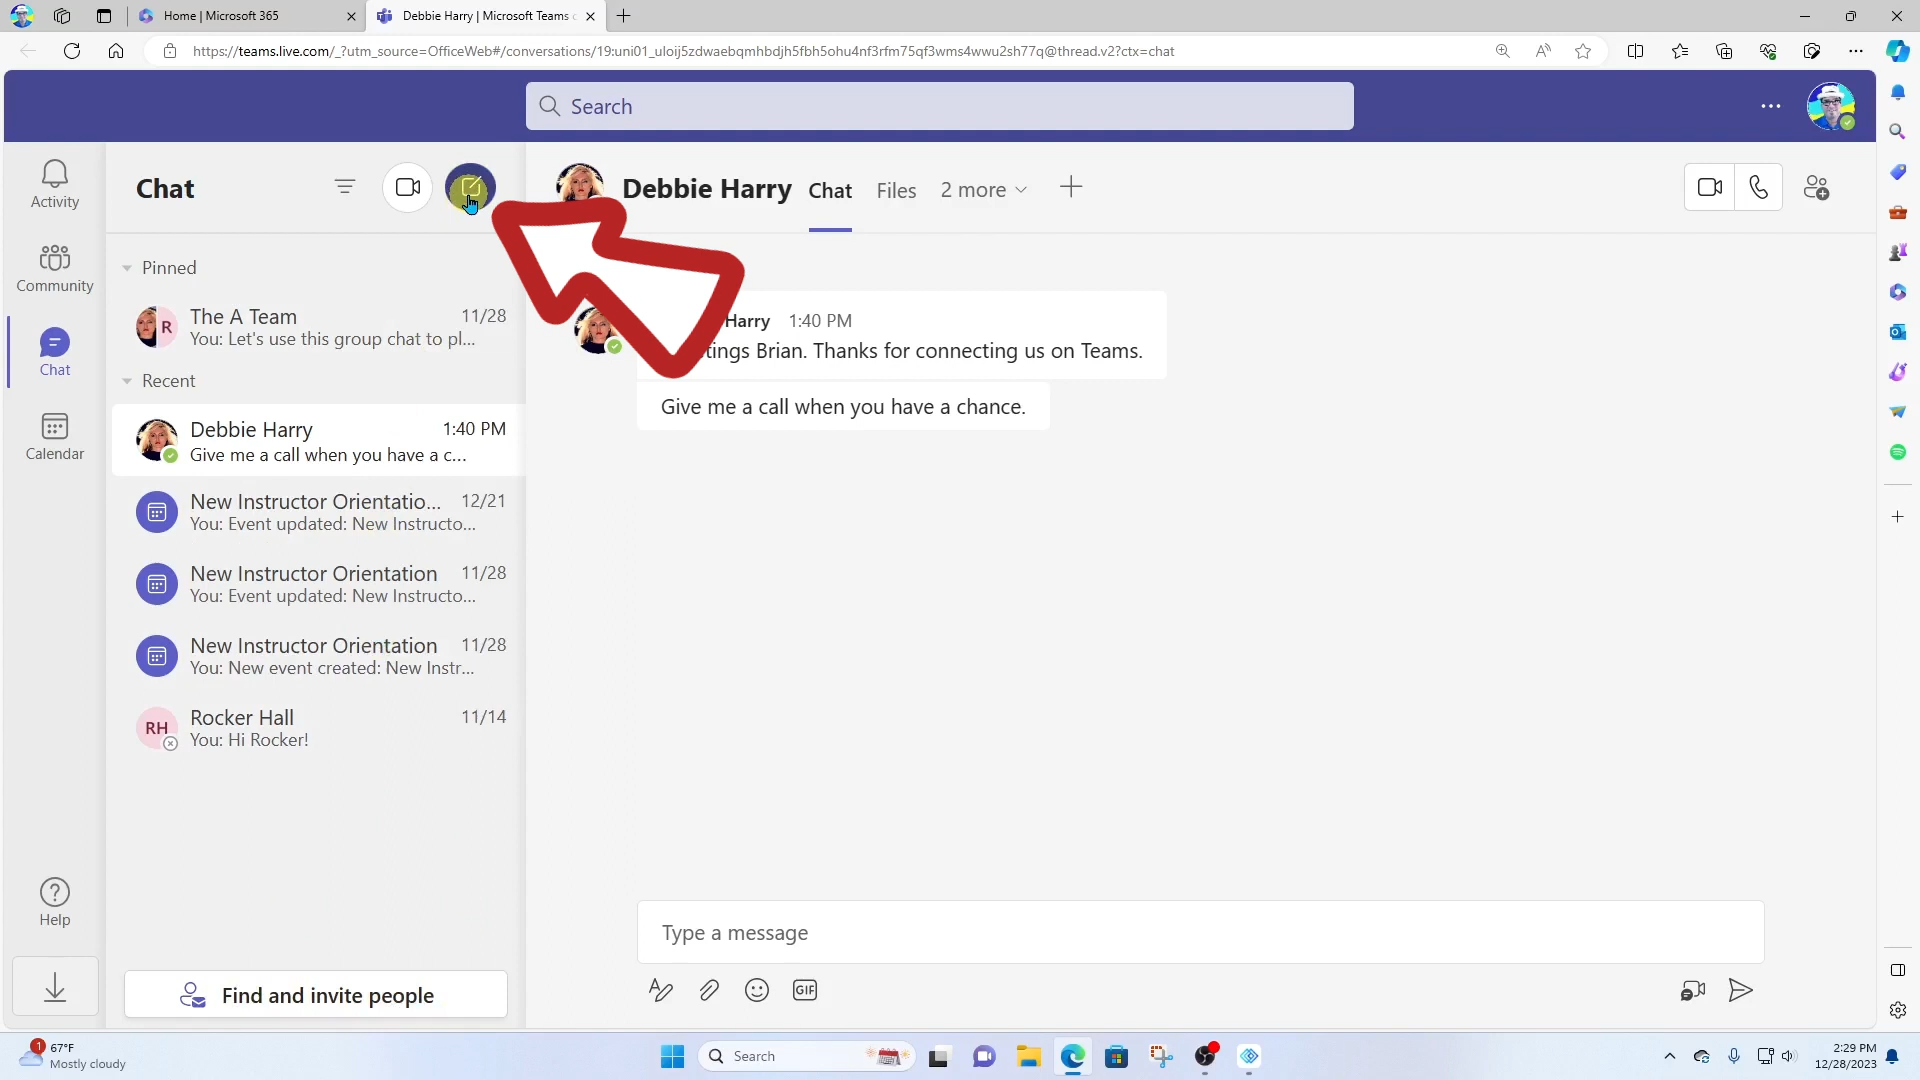 Home | Microsoft 365
Debbie Harry | Microsoft Teams
https://teams.live.com/_?utm_source=OfficeWeb#/conversations/19:uni01_uloij5zdwaebqmhbdjh5fbh5ohu4nf3rfm75qf3wms4wwu2sh77q@thread.v2?ctx=chat
Search
Activity
Community
Chat
Calendar
Help
Chat
Pinned
R
The A Team 11/28
You: Let's use this group chat to pl...
Recent
Debbie Harry 1:40 PM
Give me a call when you have a c...
New Instructor Orientatio... 12/21
You: Event updated: New Instructo...
New Instructor Orientation 11/28
You: Event updated: New Instructo...
New Instructor Orientation 11/28
You: New event created: New Instr...
RH
Rocker Hall 11/14
You: Hi Rocker!
Find and invite people
Debbie Harry Chat Files 2 more
Harry 1:40 PM
tings Brian. Thanks for connecting us on Teams.
Give me a call when you have a chance.
Type a message
GIF
1
67°F
Mostly cloudy
Search
2:29 PM
12/28/2023